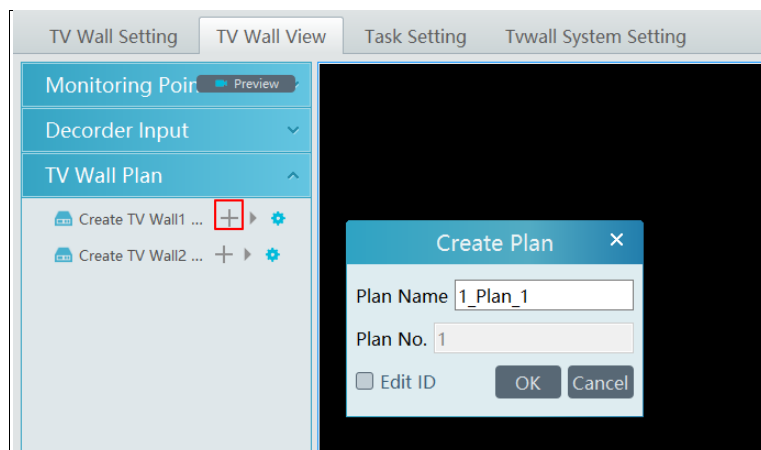 TV Wall Setting TV Wall View Task Setting Tvwall System Setting
Monitoring Poin Preview
Decorder Input
TV Wall Plan
Create TV Wall1 ...
Create TV Wall2 ...
Create Plan
Plan Name 1_Plan_1
Plan No. 1
Edit ID OK Cancel